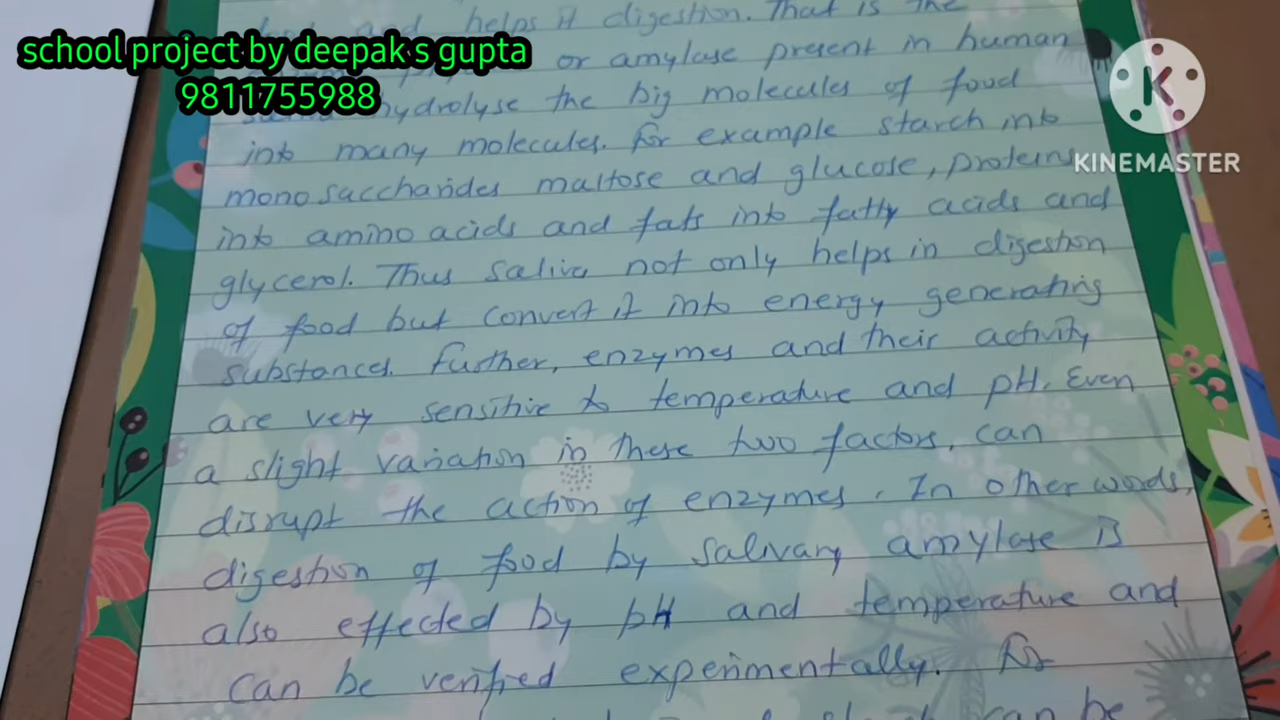 and helps it digestion. That is the
school project by deepak s gupta
or amylase present in human
9811755988
hydrolyse the big molecules of food
into many molecules. For example starch into
KINEMASTER
mono saccharides maltose and glucose, proteins
into amino acids and fats into fatty acids and
glycerol. Thus saliva not only helps in digestion
of food but convert it into energy generating
substances. Further, enzymes and their activity
are very sensitive to temperature and pH. Even
a slight variation in these two factors, can
disrupt the action of enzymes. In other words,
digestion of food by salivary amylase is
also effected by pH and temperature and
can be verified experimentally. For
can be